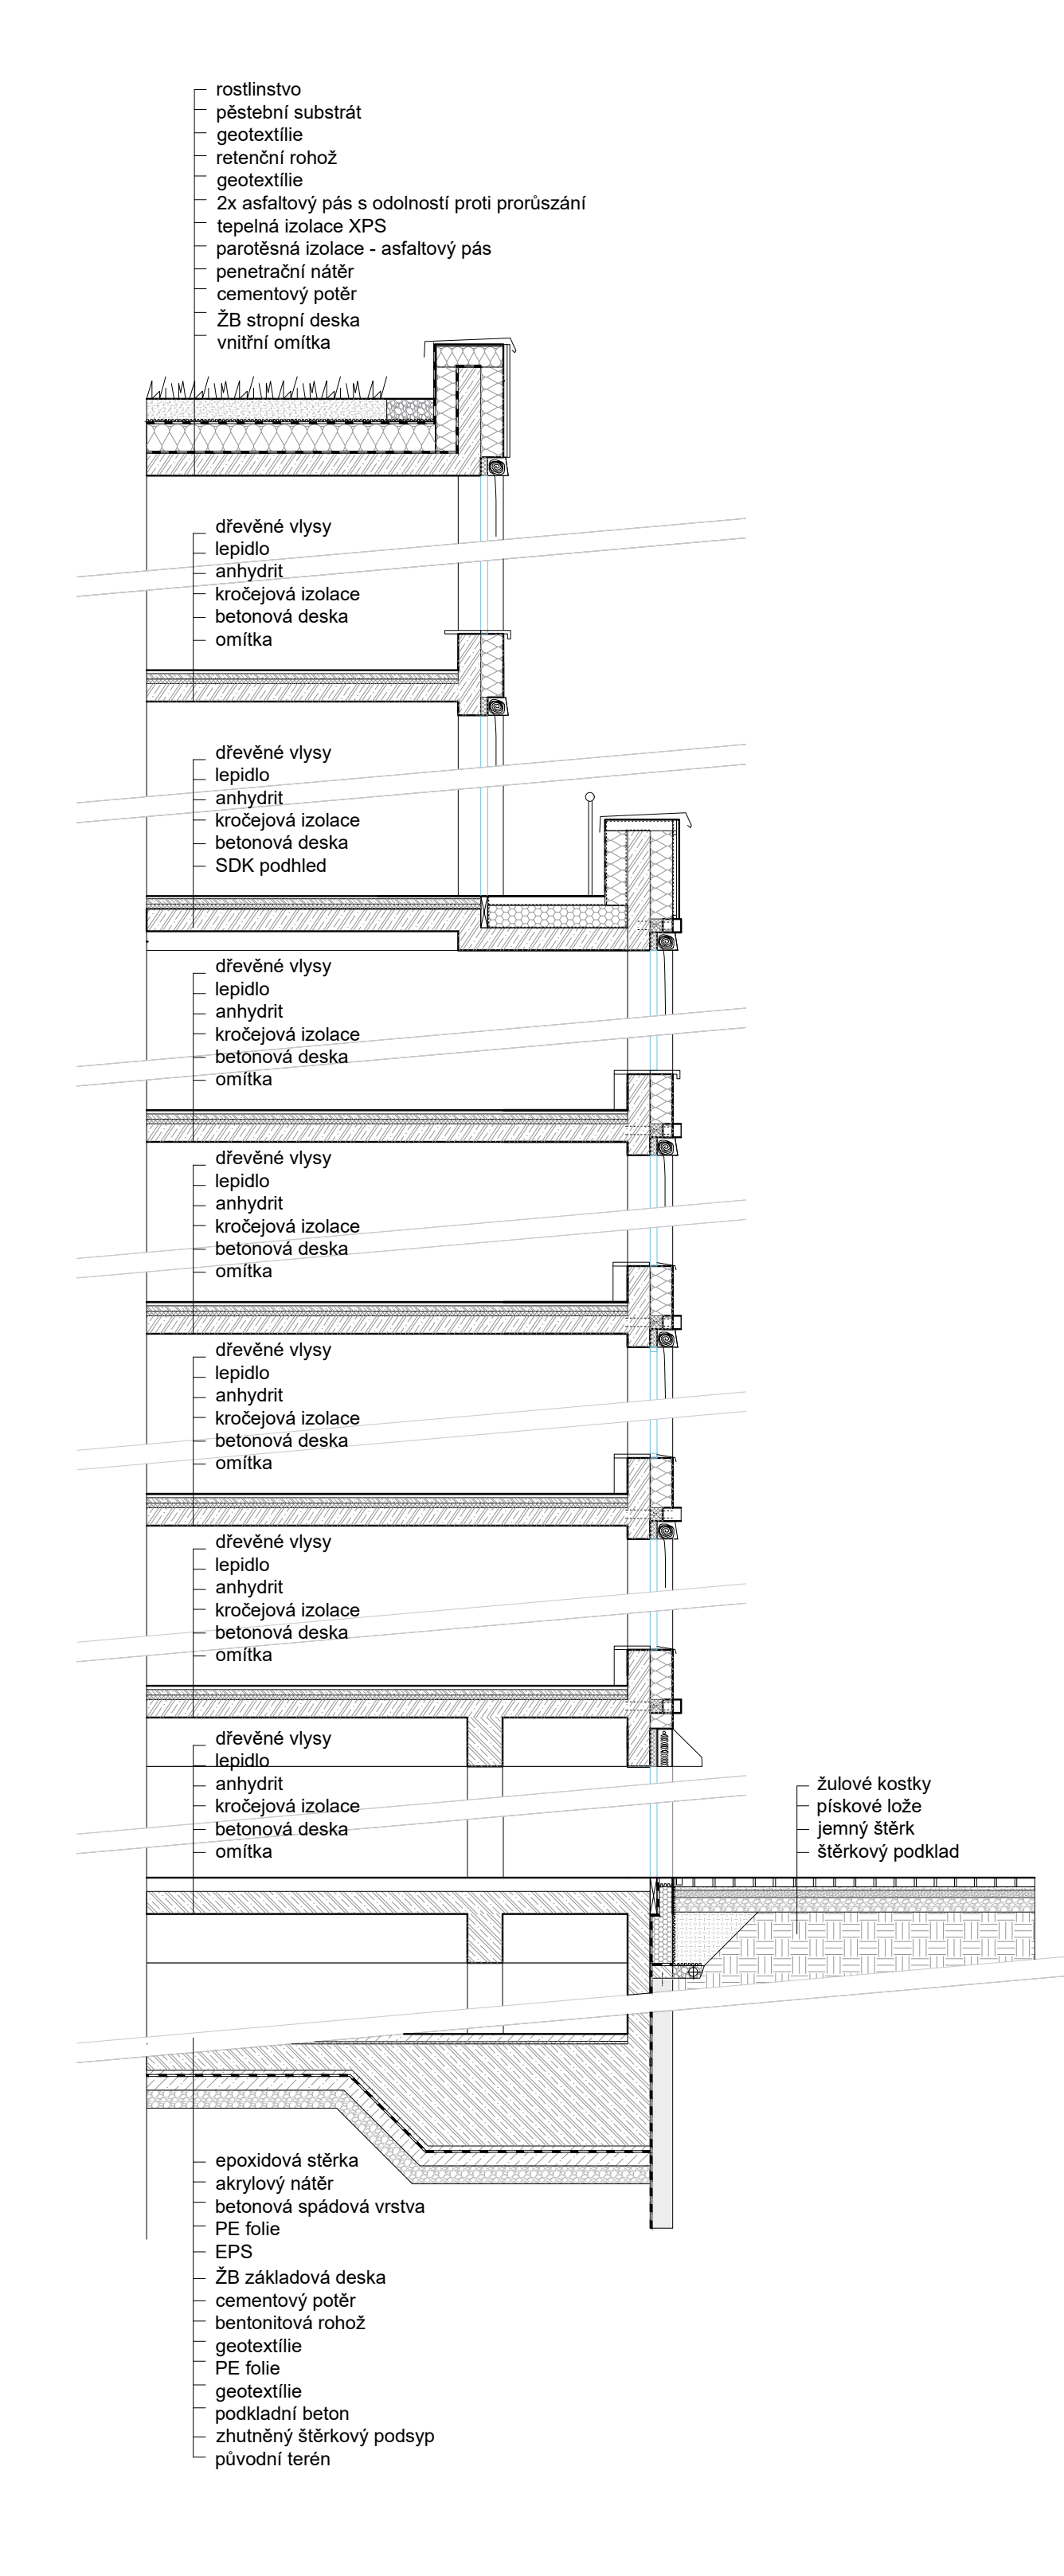 rostlinstvo
pěstební substrát
geotextílie
retenční rohož
geotextílie
2x asfaltový pás s odolností proti prorůszání
tepelná izolace XPS
parotěsná izolace - asfaltový pás
penetrační nátěr
cementový potěr
ŽB stropní deska
vnitřní omítka
dřevěné vlysy
lepidlo
anhydrit
kročejová izolace
betonová deska
omítka
dřevěné vlysy
lepidlo
anhydrit
kročejová izolace
betonová deska
SDK podhled
dřevěné vlysy
lepidlo
anhydrit
kročejová izolace
betonová deska
omítka
dřevěné vlysy
lepidlo
anhydrit
kročejová izolace
betonová deska
omítka
dřevěné vlysy
lepidlo
anhydrit
kročejová izolace
betonová deska
omítka
dřevěné vlysy
lepidlo
anhydrit
kročejová izolace
betonová deska
omítka
dřevěné vlysy
lepidlo
anhydrit
kročejová izolace
betonová deska
omítka
žulové kostky
pískové lože
jemný štěrk
štěrkový podklad
epoxidová stěrka
akrylový nátěr
betonová spádová vrstva
PE folie
EPS
ŽB základová deska
cementový potěr
bentonitová rohož
geotextílie
PE folie
geotextílie
podkladní beton
zhutněný štěrkový podsyp
původní terén